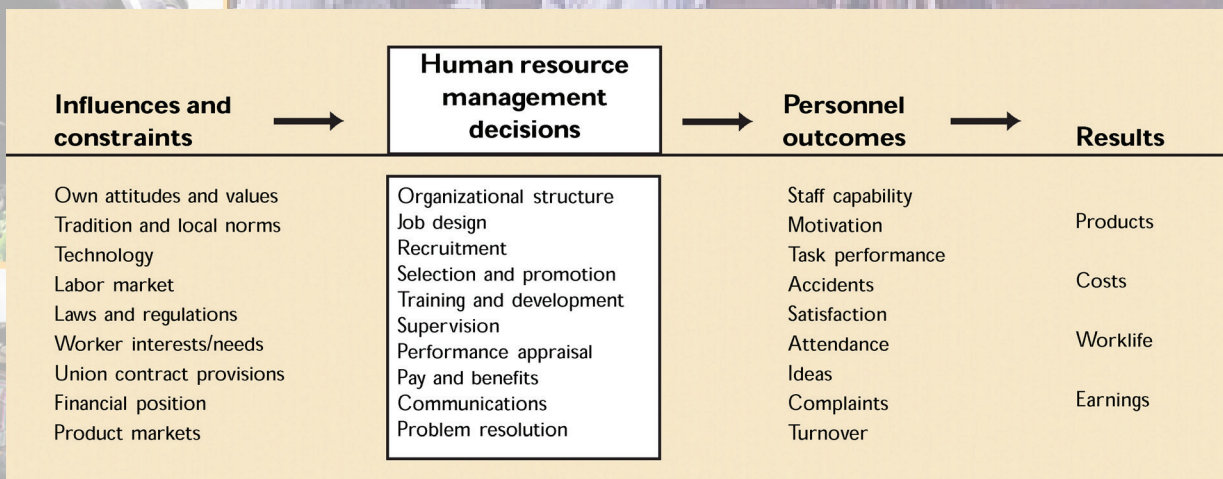 Influences and
constraints
Human resource
management
decisions
Personnel
outcomes
Results
Own attitudes and values
Tradition and local norms
Technology
Labor market
Laws and regulations
Worker interests/needs
Union contract provisions
Financial position
Product markets
Organizational structure
Job design
Recruitment
Selection and promotion
Training and development
Supervision
Performance appraisal
Pay and benefits
Communications
Problem resolution
Staff capability
Motivation
Task performance
Accidents
Satisfaction
Attendance
Ideas
Complaints
Turnover
Products
Costs
Worklife
Earnings